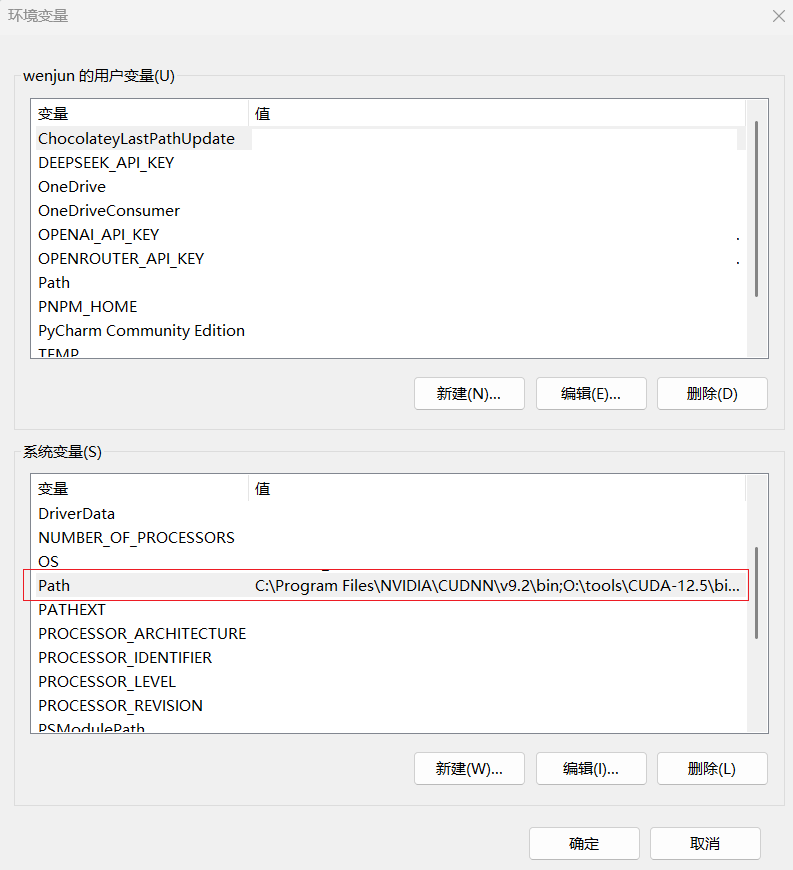 环境变量
wenjun 的用户变量(U)
变量 值
ChocolateyLastPathUpdate
DEEPSEEK_API_KEY
OneDrive
OneDriveConsumer
OPENAI_API_KEY
OPENROUTER_API_KEY
Path
PNPM_HOME
PyCharm Community Edition
TEMP
新建(N)... 编辑(E)... 删除(D)
系统变量(S)
变量 值
DriverData
NUMBER_OF_PROCESSORS
OS
Path C:\Program Files\NVIDIA\CUDNN\v9.2\bin;O:\tools\CUDA-12.5\bi...
PATHEXT
PROCESSOR_ARCHITECTURE
PROCESSOR_IDENTIFIER
PROCESSOR_LEVEL
PROCESSOR_REVISION
PSModulePath
新建(W)... 编辑(I)... 删除(L)
确定 取消